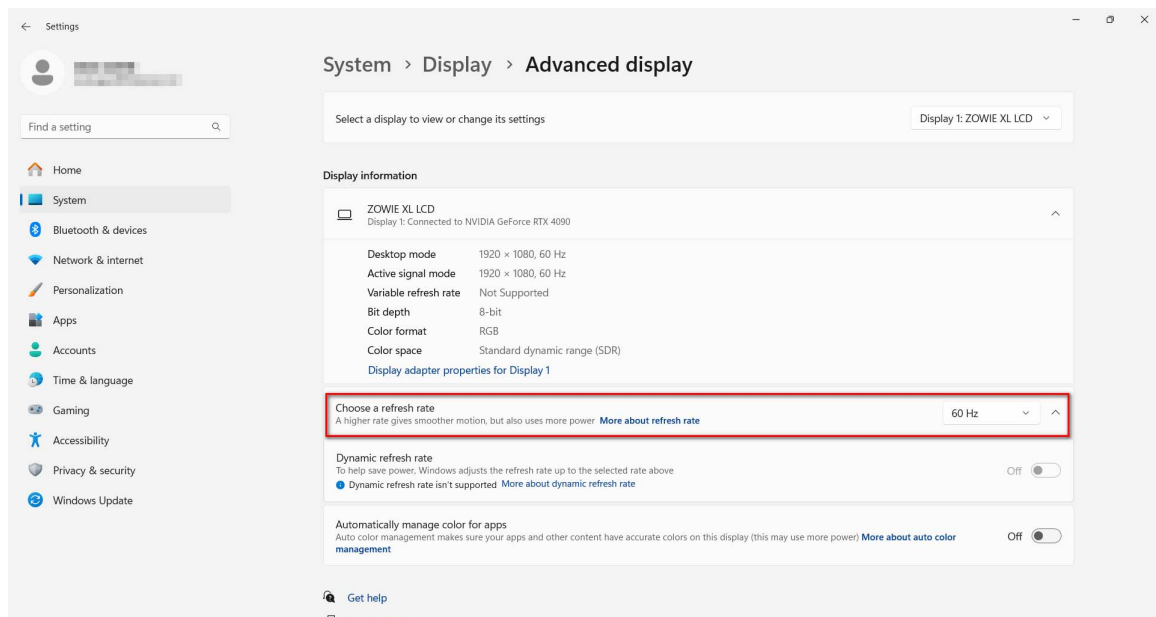 Settings
System > Display > Advanced display
Find a setting
Home
System
Bluetooth & devices
Network & internet
Personalization
Apps
Accounts
Time & language
Gaming
Accessibility
Privacy & security
Windows Update
Select a display to view or change its settings
Display 1: ZOWIE XL LCD
Display information
ZOWIE XL LCD
Display 1: Connected to NVIDIA GeForce RTX 4090
Desktop mode 1920 × 1080, 60 Hz
Active signal mode 1920 × 1080, 60 Hz
Variable refresh rate Not Supported
Bit depth 8-bit
Color format RGB
Color space Standard dynamic range (SDR)
Display adapter properties for Display 1
Choose a refresh rate
A higher rate gives smoother motion, but also uses more power More about refresh rate
60 Hz
Dynamic refresh rate
To help save power, Windows adjusts the refresh rate up to the selected rate above
Dynamic refresh rate isn't supported More about dynamic refresh rate
Off
Automatically manage color for apps
Auto color management makes sure your apps and other content have accurate colors on this display (this may use more power) More about auto color
management
Off
Get help